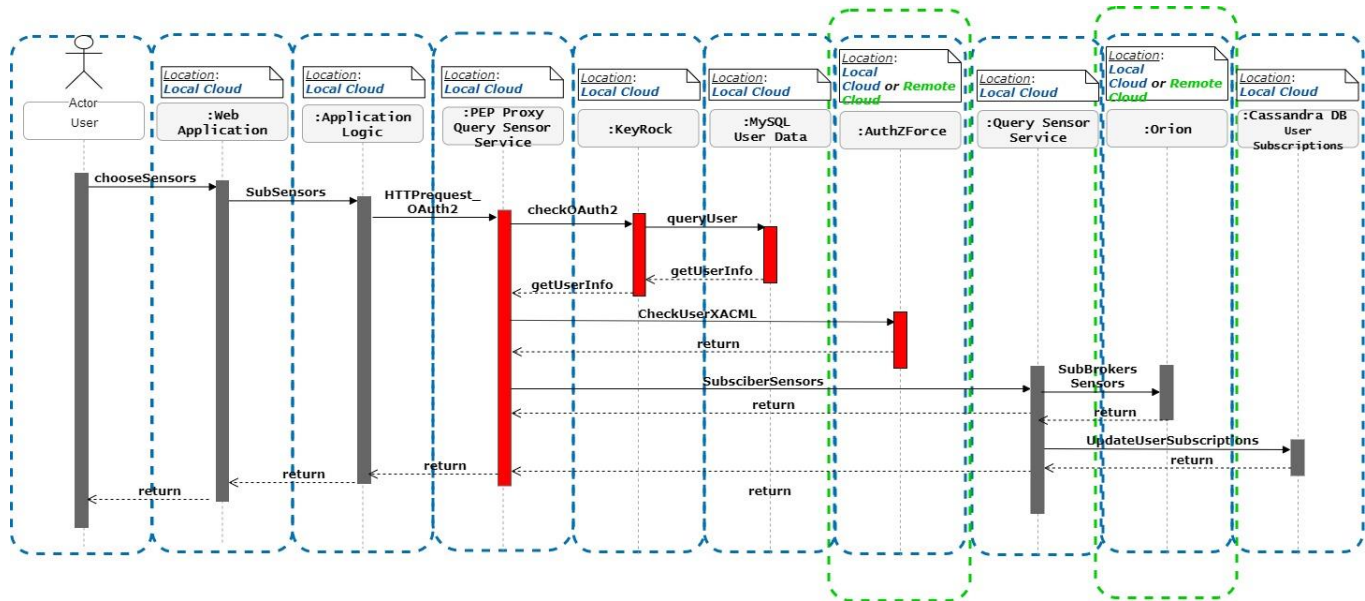 Actor
User
Location:
Local Cloud
:Web
Application
Location:
Local Cloud
:Application
Logic
Location:
Local Cloud
:PEP Proxy
Query Sensor
Service
Location:
Local Cloud
:KeyRock
Location:
Local Cloud
:MySQL
User Data
Location:
Local
Cloud or Remote
Cloud
:AuthZForce
Location:
Local Cloud
:Query Sensor
Service
Location:
Local
Cloud or Remote
Cloud
:Orion
Location:
Local Cloud
:Cassandra DB
User
Subscriptions
chooseSensors
SubSensors
HTTPrequest_
OAuth2
checkOAuth2
queryUser
getUserInfo
getUserInfo
CheckUserXACML
return
SubsciberSensors
SubBrokers
Sensors
return
return
UpdateUserSubscriptions
return
return
return
return
return